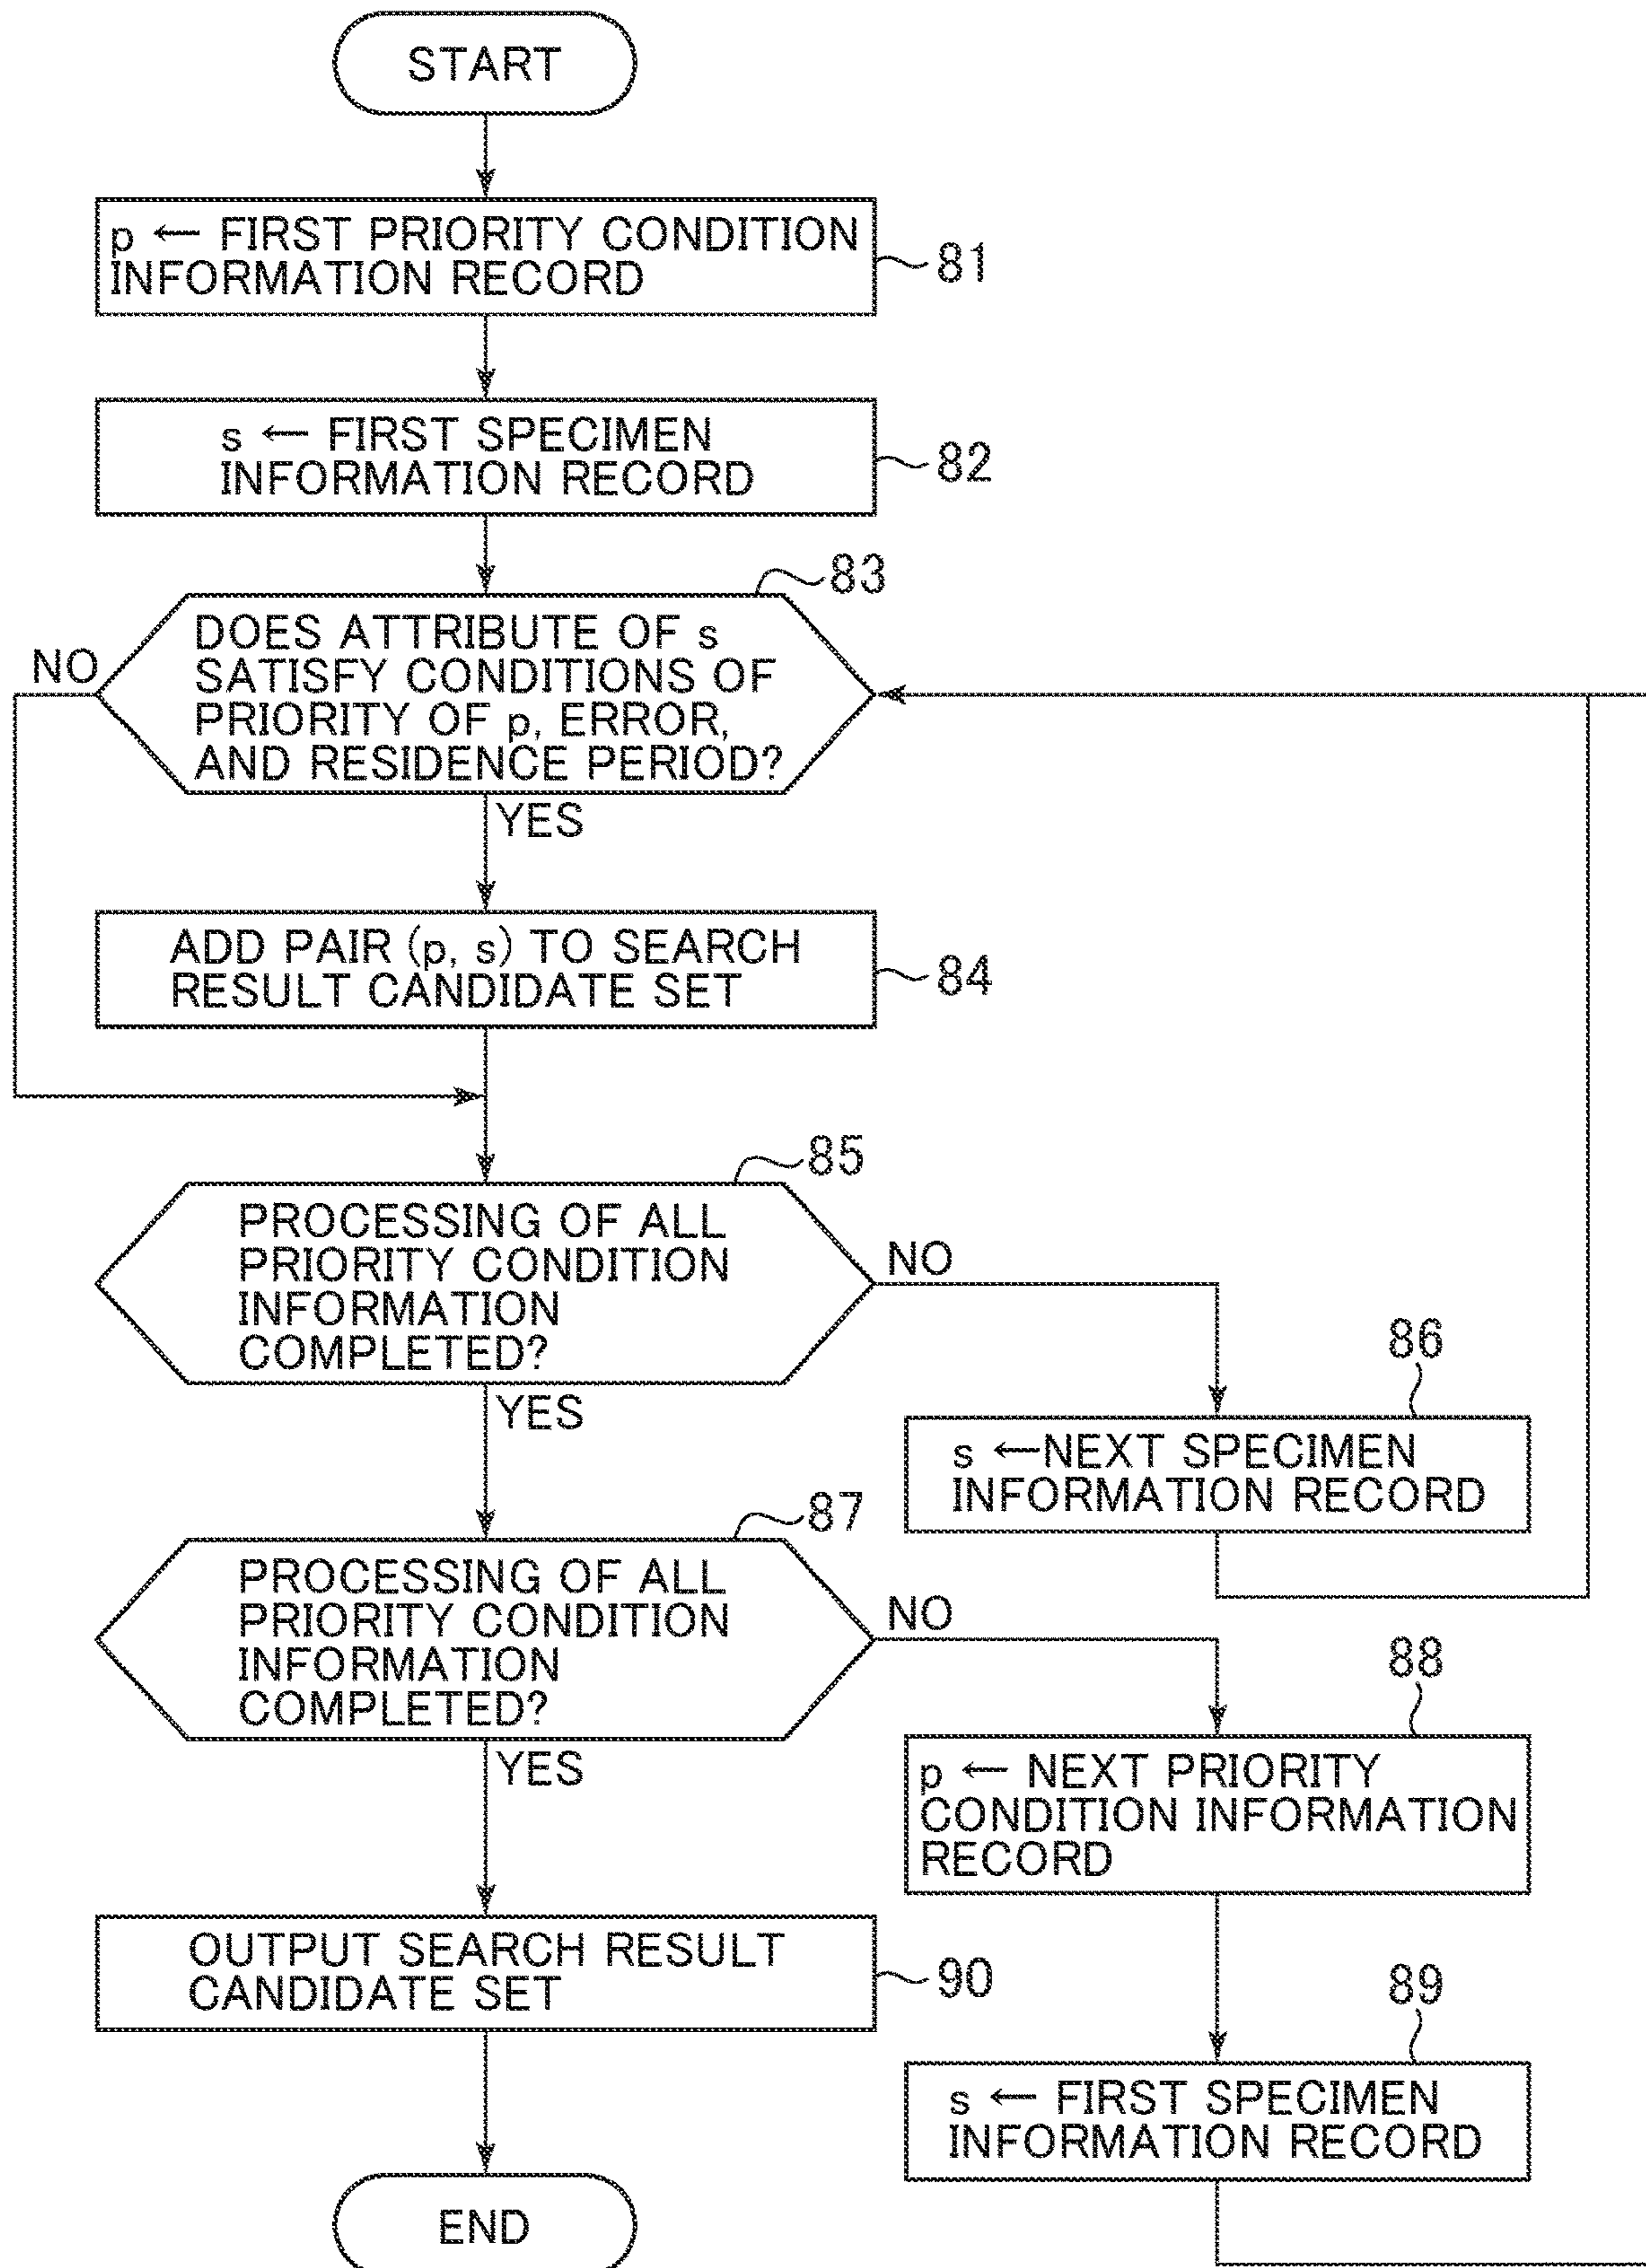 START
p ← FIRST PRIORITY CONDITION
INFORMATION RECORD
81
s ← FIRST SPECIMEN
INFORMATION RECORD
82
83
DOES ATTRIBUTE OF s
SATISFY CONDITIONS OF
PRIORITY OF p, ERROR,
AND RESIDENCE PERIOD?
NO
YES
ADD PAIR (p, s) TO SEARCH
RESULT CANDIDATE SET
84
85
PROCESSING OF ALL
PRIORITY CONDITION
INFORMATION
COMPLETED?
NO
YES
86
s ←NEXT SPECIMEN
INFORMATION RECORD
87
PROCESSING OF ALL
PRIORITY CONDITION
INFORMATION
COMPLETED?
NO
YES
88
p ← NEXT PRIORITY
CONDITION INFORMATION
RECORD
OUTPUT SEARCH RESULT
CANDIDATE SET
90
89
s ← FIRST SPECIMEN
INFORMATION RECORD
END